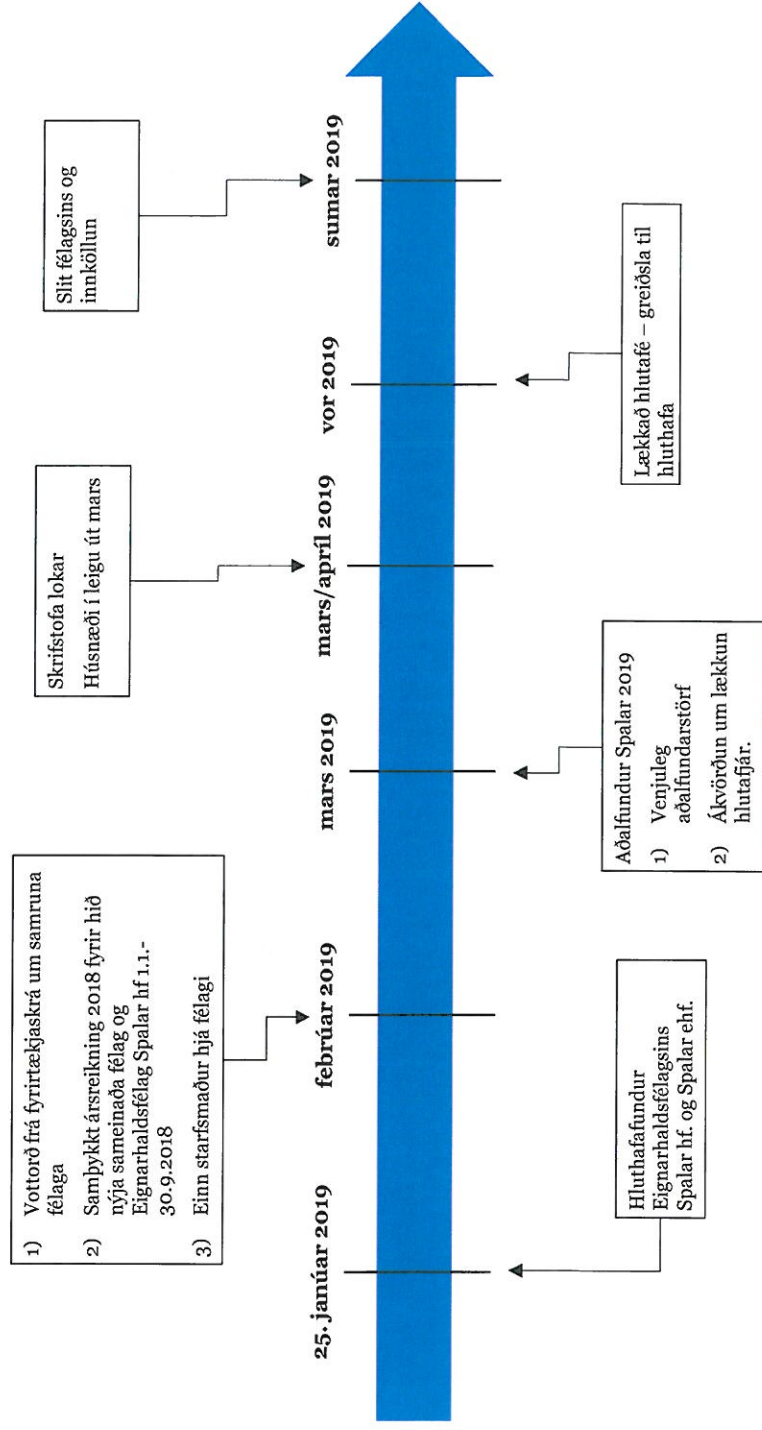 25. janúar 2019
Hluthafafundur
Eignarhaldsfélagsins
Spalar hf. og Spalar ehf.
febrúar 2019
1) Vottorð frá fyrirtækjaskrá um samruna
félaga
2) Samþykkt ársreikning 2018 fyrir hið
nýja sameinaða félag og
Eignarhaldsfélag Spalar hf 1.1.-
30.9.2018
3) Einn starfsmaður hjá félagi
mars 2019
Aðalfundur Spalar 2019
1) Venjuleg
aðalfundarstörf
2) Ákvörðun um lækkun
hlutafjár.
mars/apríl 2019
Skrifstofa lokar
Húsnæði í leigu út mars
vor 2019
Lækkað hlutafé – greiðsla til
hluthafa
sumar 2019
Slit félagsins og
innköllun